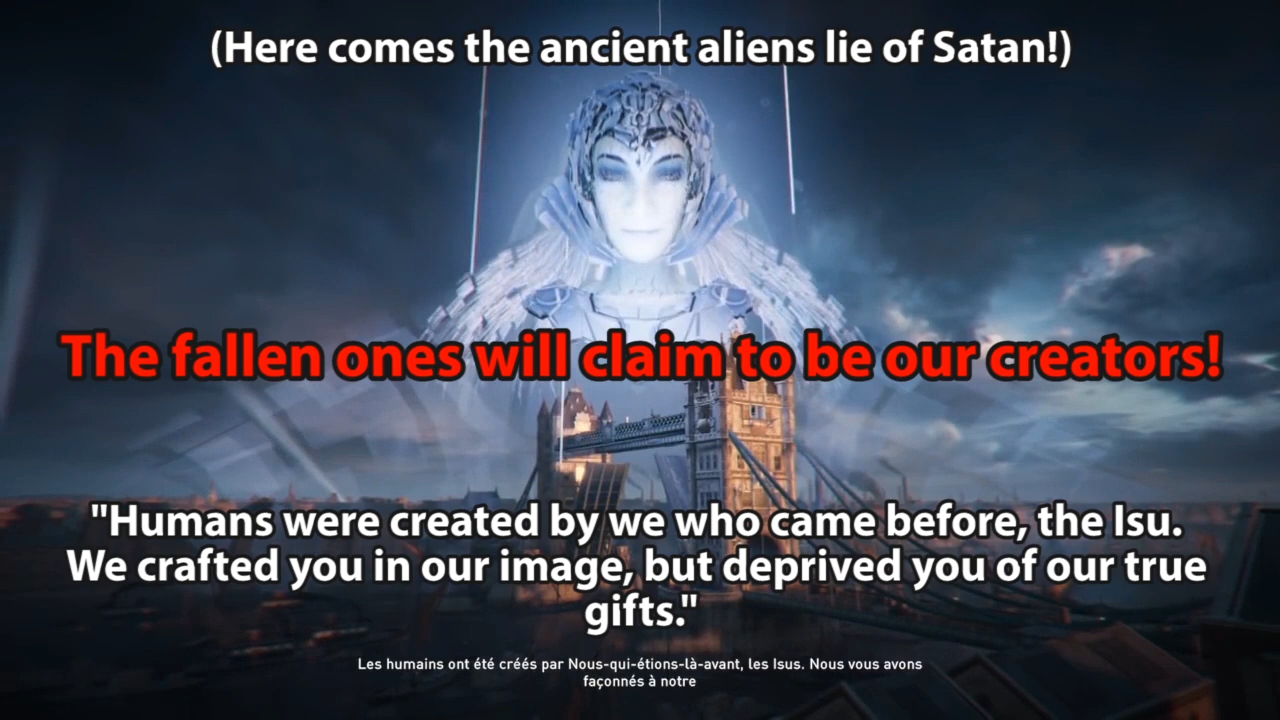 (Here comes the ancient aliens lie of Satan!)
The fallen ones will claim to be our creators!
"Humans were created by we who came before, the Isu.
We crafted you in our image, but deprived you of our true
gifts."
Les humains ont été créés par Nous-qui-étions-là-avant, les Isus. Nous vous avons
façonnés à notre